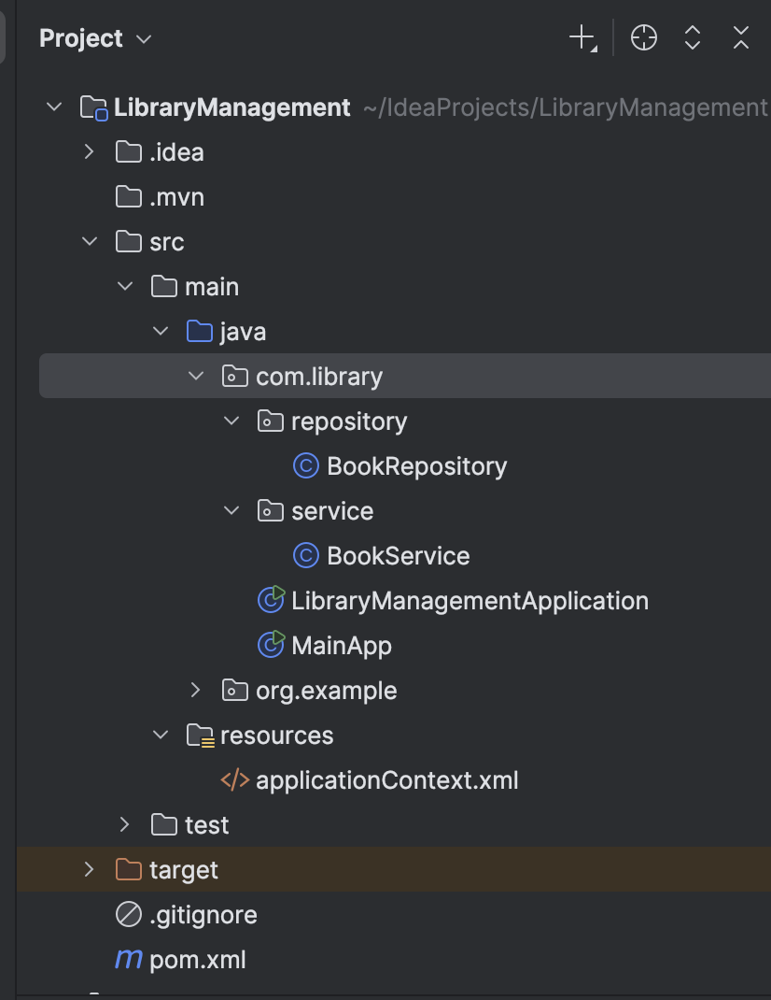 Project
LibraryManagement ~/IdeaProjects/LibraryManagement
.idea
.mvn
src
main
java
com.library
repository
BookRepository
service
BookService
LibraryManagementApplication
MainApp
org.example
resources
applicationContext.xml
test
target
.gitignore
pom.xml